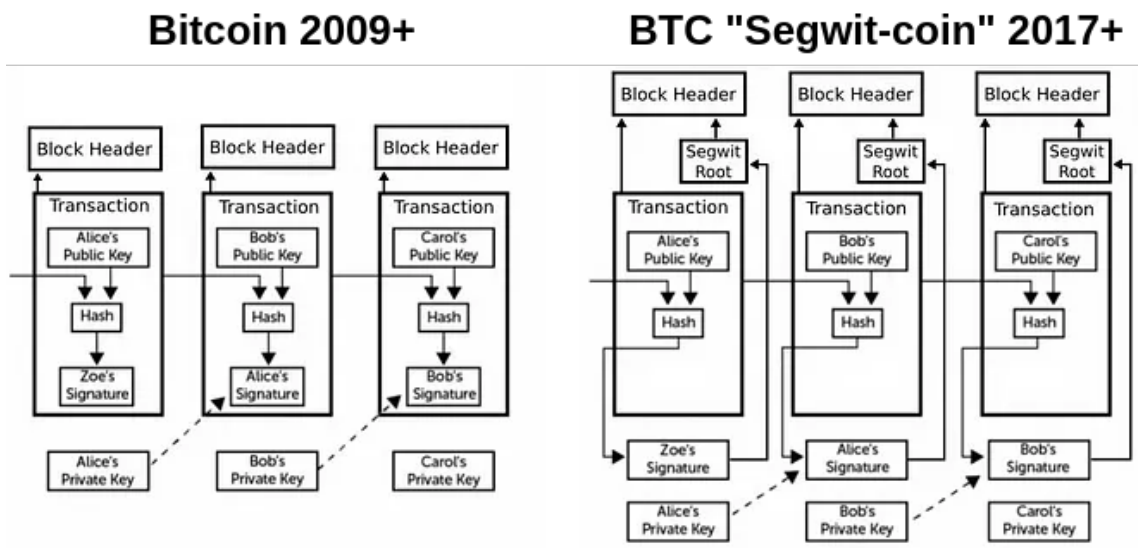 Bitcoin 2009+
Block Header
Block Header
Block Header
Transaction
Transaction
Transaction
Alice's
Public Key
Bob's
Public Key
Carol's
Public Key
Hash
Hash
Hash
Zoe's
Signature
Alice's
Signature
Bob's
Signature
Alice's
Private Key
Bob's
Private Key
Carol's
Private Key
BTC "Segwit-coin" 2017+
Block Header
Block Header
Block Header
Segwit
Root
Segwit
Root
Segwit
Root
Transaction
Transaction
Transaction
Alice's
Public Key
Bob's
Public Key
Carol's
Public Key
Hash
Hash
Hash
Zoe's
Signature
Alice's
Signature
Bob's
Signature
Alice's
Private Key
Bob's
Private Key
Carol's
Private Key